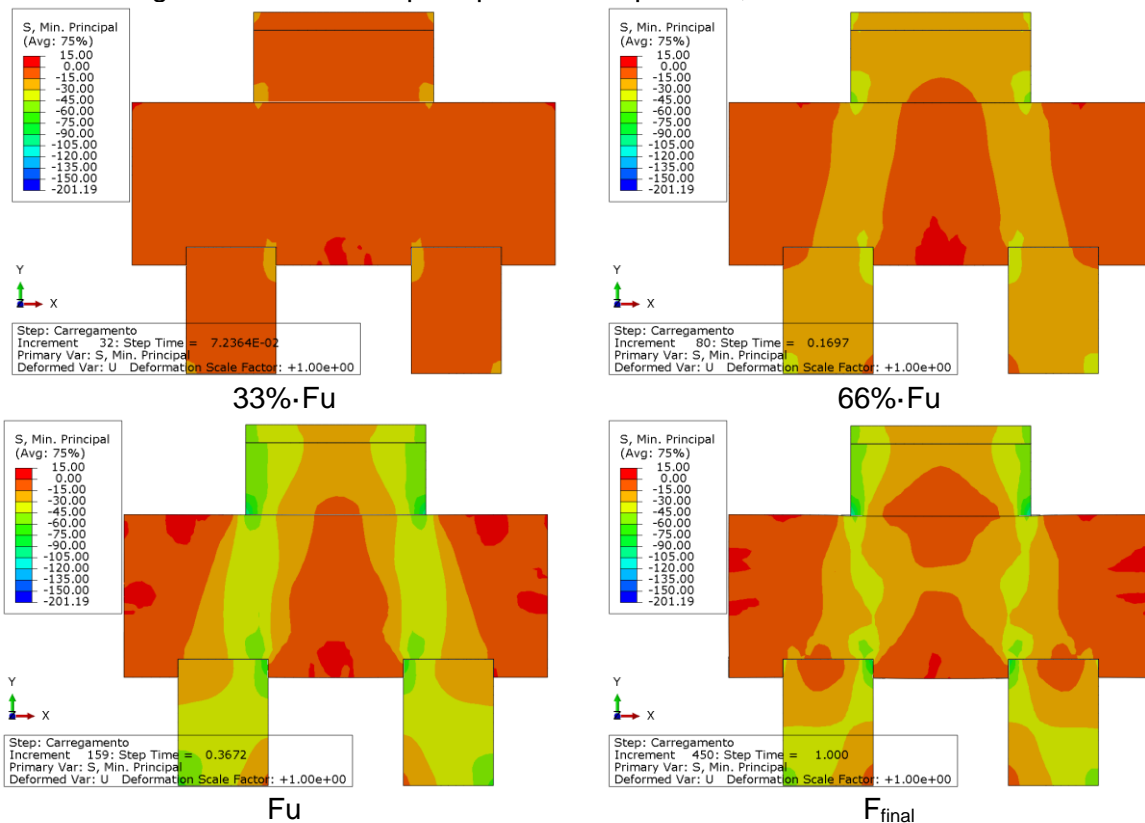 S, Min. Principal
(Avg: 75%)
15.00
0.00
-15.00
-30.00
-45.00
-60.00
-75.00
-90.00
-105.00
-120.00
-135.00
-150.00
-201.19
Y
Z X
Step: Carregamento
Increment 32: Step Time = 7.2364E-02
Primary Var: S, Min. Principal
Deformed Var: U Deformation Scale Factor: +1.00e+00
33%·Fu
S, Min. Principal
(Avg: 75%)
15.00
0.00
-15.00
-30.00
-45.00
-60.00
-75.00
-90.00
-105.00
-120.00
-135.00
-150.00
-201.19
Y
Z X
Step: Carregamento
Increment 80: Step Time = 0.1697
Primary Var: S, Min. Principal
Deformed Var: U Deformation Scale Factor: +1.00e+00
66%·Fu
S, Min. Principal
(Avg: 75%)
15.00
0.00
-15.00
-30.00
-45.00
-60.00
-75.00
-90.00
-105.00
-120.00
-135.00
-150.00
-201.19
Y
Z X
Step: Carregamento
Increment 159: Step Time = 0.3672
Primary Var: S, Min. Principal
Deformed Var: U Deformation Scale Factor: +1.00e+00
Fu
S, Min. Principal
(Avg: 75%)
15.00
0.00
-15.00
-30.00
-45.00
-60.00
-75.00
-90.00
-105.00
-120.00
-135.00
-150.00
-201.19
Y
Z X
Step: Carregamento
Increment 450: Step Time = 1.000
Primary Var: S, Min. Principal
Deformed Var: U Deformation Scale Factor: +1.00e+00
Ffinal